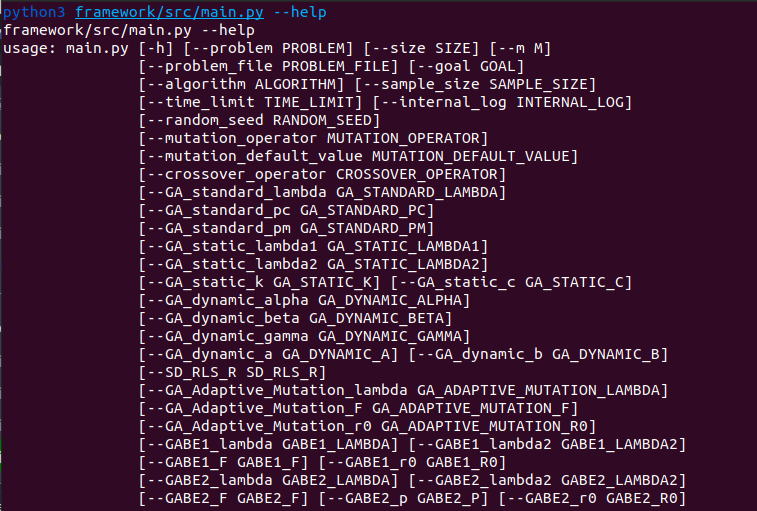 python3 framework/src/main.py --help
framework/src/main.py --help
usage: main.py [-h] [--problem PROBLEM] [--size SIZE] [--m M]
[--problem_file PROBLEM_FILE] [--goal GOAL]
[--algorithm ALGORITHM] [--sample_size SAMPLE_SIZE]
[--time_limit TIME_LIMIT] [--internal_log INTERNAL_LOG]
[--random_seed RANDOM_SEED]
[--mutation_operator MUTATION_OPERATOR]
[--mutation_default_value MUTATION_DEFAULT_VALUE]
[--crossover_operator CROSSOVER_OPERATOR]
[--GA_standard_lambda GA_STANDARD_LAMBDA]
[--GA_standard_pc GA_STANDARD_PC]
[--GA_standard_pm GA_STANDARD_PM]
[--GA_static_lambda1 GA_STATIC_LAMBDA1]
[--GA_static_lambda2 GA_STATIC_LAMBDA2]
[--GA_static_k GA_STATIC_K] [--GA_static_c GA_STATIC_C]
[--GA_dynamic_alpha GA_DYNAMIC_ALPHA]
[--GA_dynamic_beta GA_DYNAMIC_BETA]
[--GA_dynamic_gamma GA_DYNAMIC_GAMMA]
[--GA_dynamic_a GA_DYNAMIC_A] [--GA_dynamic_b GA_DYNAMIC_B]
[--SD_RLS_R SD_RLS_R]
[--GA_Adaptive_Mutation_lambda GA_ADAPTIVE_MUTATION_LAMBDA]
[--GA_Adaptive_Mutation_F GA_ADAPTIVE_MUTATION_F]
[--GA_Adaptive_Mutation_r0 GA_ADAPTIVE_MUTATION_R0]
[--GABE1_lambda GABE1_LAMBDA] [--GABE1_lambda2 GABE1_LAMBDA2]
[--GABE1_F GABE1_F] [--GABE1_r0 GABE1_R0]
[--GABE2_lambda GABE2_LAMBDA] [--GABE2_lambda2 GABE2_LAMBDA2]
[--GABE2_F GABE2_F] [--GABE2_p GABE2_P] [--GABE2_r0 GABE2_R0]